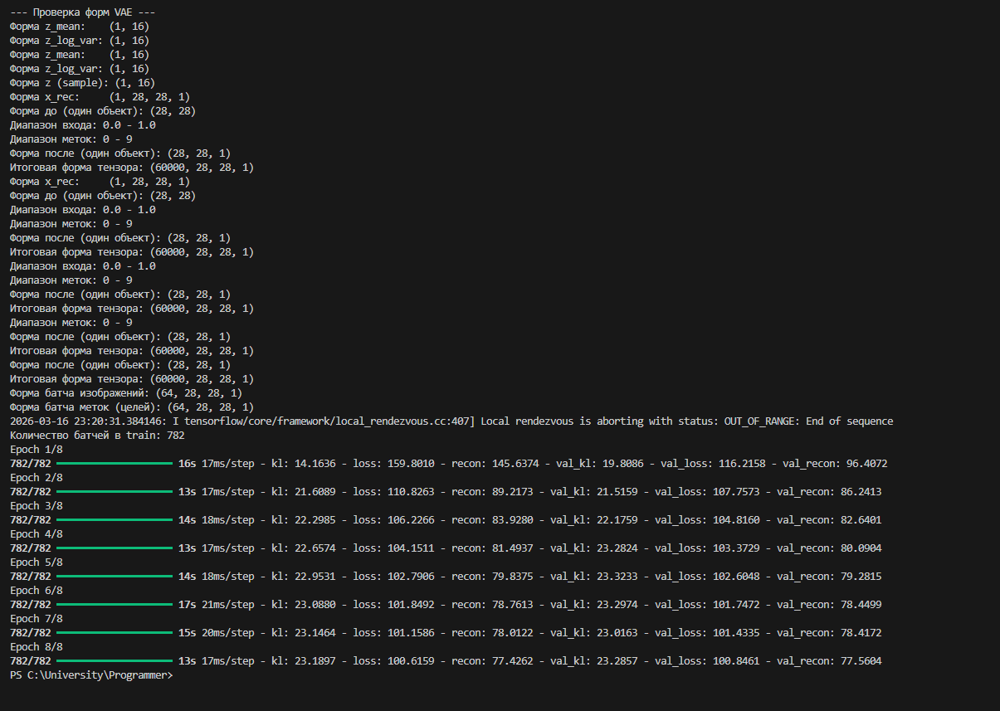 --- Проверка форм VAE ---
Форма z_mean:    (1, 16)
Форма z_log_var: (1, 16)
Форма z_mean:    (1, 16)
Форма z_log_var: (1, 16)
Форма z (sample): (1, 16)
Форма x_rec:     (1, 28, 28, 1)
Форма до (один объект): (28, 28)
Диапазон входа: 0.0 - 1.0
Диапазон меток: 0 - 9
Форма после (один объект): (28, 28, 1)
Итоговая форма тензора: (60000, 28, 28, 1)
Форма x_rec:     (1, 28, 28, 1)
Форма до (один объект): (28, 28)
Диапазон входа: 0.0 - 1.0
Диапазон меток: 0 - 9
Форма после (один объект): (28, 28, 1)
Итоговая форма тензора: (60000, 28, 28, 1)
Диапазон входа: 0.0 - 1.0
Диапазон меток: 0 - 9
Форма после (один объект): (28, 28, 1)
Итоговая форма тензора: (60000, 28, 28, 1)
Диапазон меток: 0 - 9
Форма после (один объект): (28, 28, 1)
Итоговая форма тензора: (60000, 28, 28, 1)
Форма после (один объект): (28, 28, 1)
Итоговая форма тензора: (60000, 28, 28, 1)
Форма батча изображений: (64, 28, 28, 1)
Форма батча меток (целей): (64, 28, 28, 1)
2026-03-16 23:20:31.384146: I tensorflow/core/framework/local_rendezvous.cc:407] Local rendezvous is aborting with status: OUT_OF_RANGE: End of sequence
Количество батчей в train: 782
Epoch 1/8
782/782 16s 17ms/step - kl: 14.1636 - loss: 159.8010 - recon: 145.6374 - val_kl: 19.8086 - val_loss: 116.2158 - val_recon: 96.4072
Epoch 2/8
782/782 13s 17ms/step - kl: 21.6089 - loss: 110.8263 - recon: 89.2173 - val_kl: 21.5159 - val_loss: 107.7573 - val_recon: 86.2413
Epoch 3/8
782/782 14s 18ms/step - kl: 22.2985 - loss: 106.2266 - recon: 83.9280 - val_kl: 22.1759 - val_loss: 104.8160 - val_recon: 82.6401
Epoch 4/8
782/782 13s 17ms/step - kl: 22.6574 - loss: 104.1511 - recon: 81.4937 - val_kl: 23.2824 - val_loss: 103.3729 - val_recon: 80.0904
Epoch 5/8
782/782 14s 18ms/step - kl: 22.9531 - loss: 102.7906 - recon: 79.8375 - val_kl: 23.3233 - val_loss: 102.6048 - val_recon: 79.2815
Epoch 6/8
782/782 17s 21ms/step - kl: 23.0880 - loss: 101.8492 - recon: 78.7613 - val_kl: 23.2974 - val_loss: 101.7472 - val_recon: 78.4499
Epoch 7/8
782/782 15s 20ms/step - kl: 23.1464 - loss: 101.1586 - recon: 78.0122 - val_kl: 23.0163 - val_loss: 101.4335 - val_recon: 78.4172
Epoch 8/8
782/782 13s 17ms/step - kl: 23.1897 - loss: 100.6159 - recon: 77.4262 - val_kl: 23.2857 - val_loss: 100.8461 - val_recon: 77.5604
PS C:\University\Programmer>